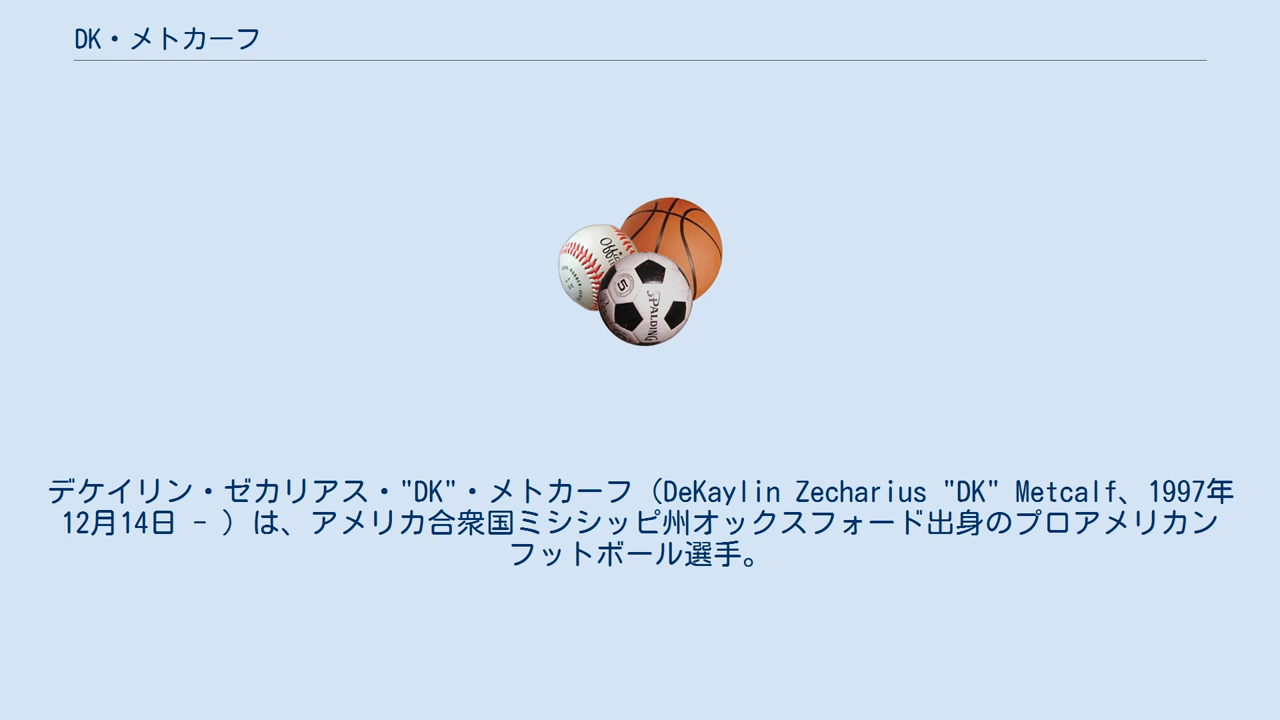 DK・メトカーフ
Offici
5
SPALDING
デケイリン・ゼカリアス・"DK"・メトカーフ（DeKaylin Zecharius "DK" Metcalf、1997年
12月14日 - ）は、アメリカ合衆国ミシシッピ州オックスフォード出身のプロアメリカン
フットボール選手。